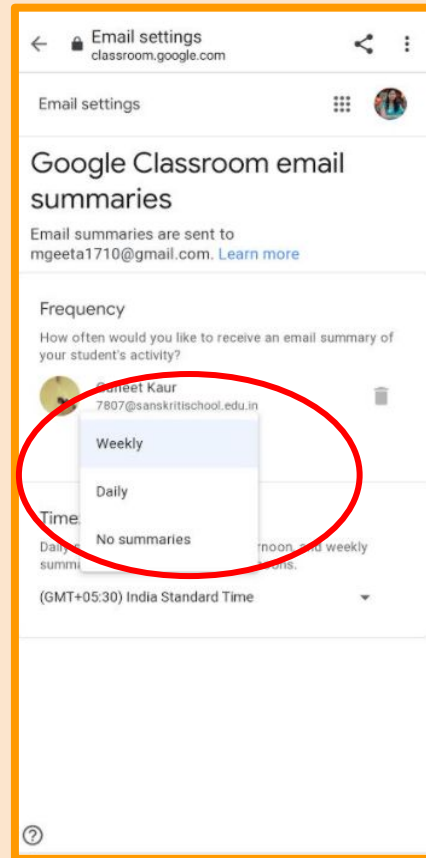 Email settings
classroom.google.com
Email settings
Google Classroom email
summaries
Email summaries are sent to
mgeeta1710@gmail.com. Learn more
Frequency
How often would you like to receive an email summary of
your student's activity?
Kaur
7807@sanskritischool.edu.in
Weekly
Daily
No summaries
Time
Daily noon, and weekly
(GMT+05:30) India Standard Time